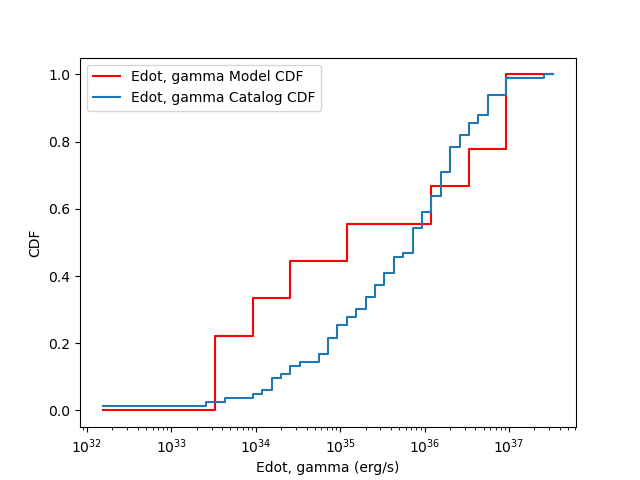 Edot, gamma Model CDF
Edot, gamma Catalog CDF
1.0
0.8
0.6
0.4
0.2
0.0
CDF
10^32 10^33 10^34 10^35 10^36 10^37
Edot, gamma (erg/s)